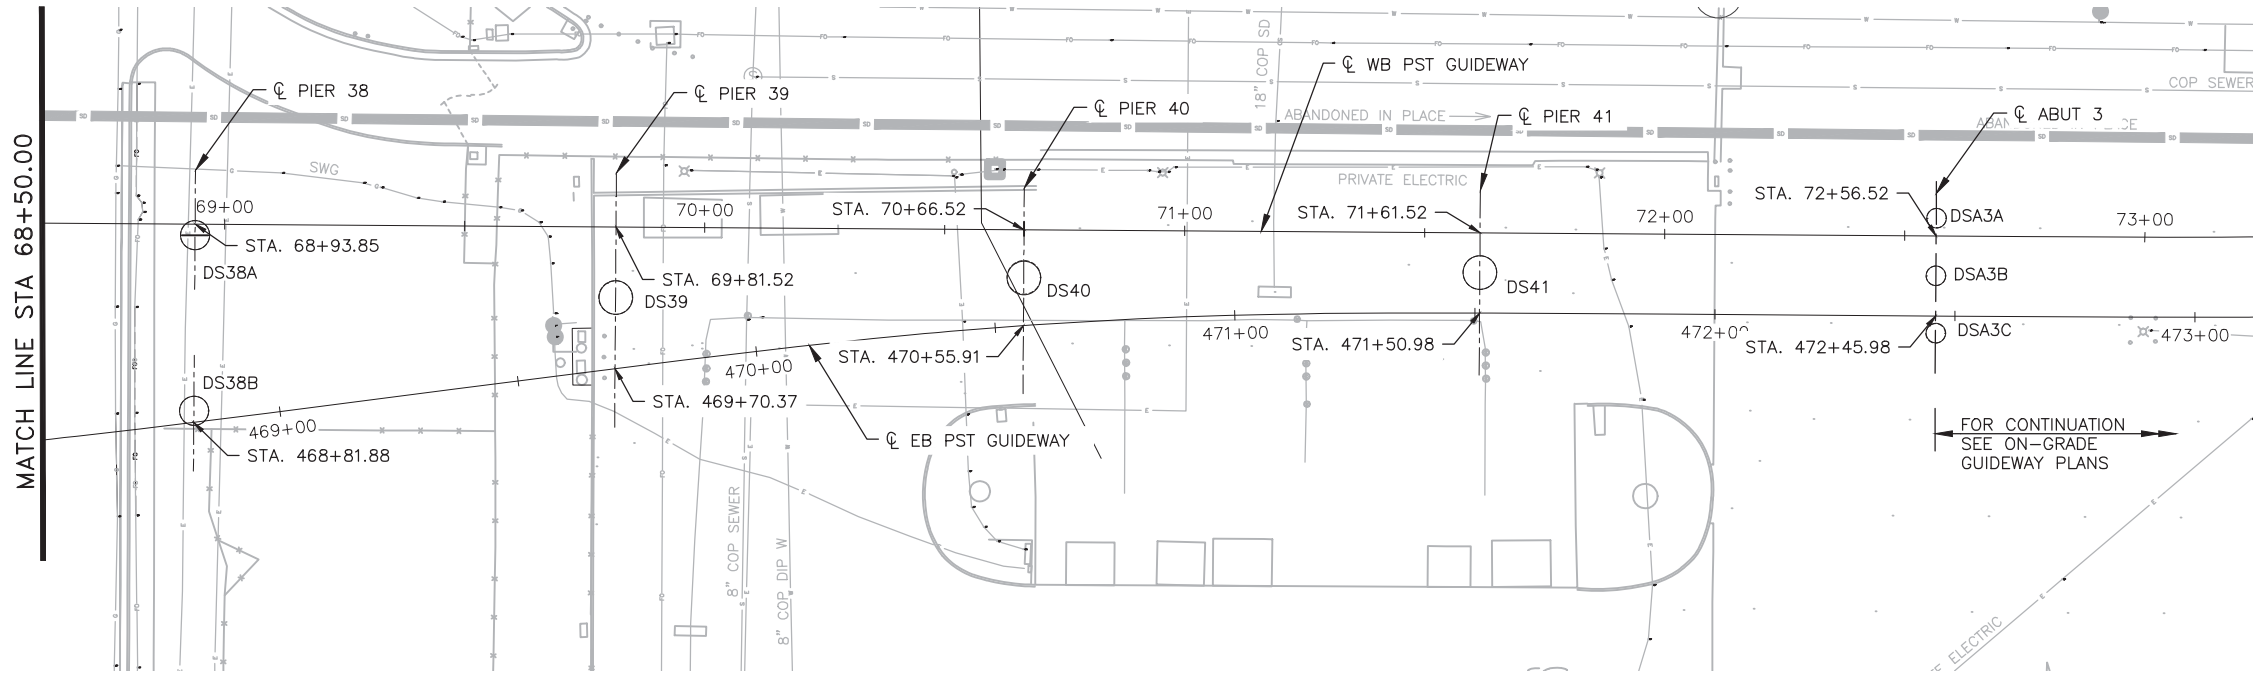 MATCH LINE STA 68+50.00
18" COP SD
℄ WB PST GUIDEWAY
COP SEWER
℄ PIER 38
℄ PIER 39
℄ PIER 40
ABANDONED IN PLACE
℄ PIER 41
℄ ABUT 3
SWG
PRIVATE ELECTRIC
69+00
70+00
STA. 70+66.52
71+00
STA. 71+61.52
72+00
STA. 72+56.52
DSA3A
73+00
STA. 68+93.85
DS38A
STA. 69+81.52
DS39
DS40
DS41
DSA3B
DS38B
470+00
STA. 470+55.91
471+00
STA. 471+50.98
472+0
STA. 472+45.98
DSA3C
473+00
469+00
STA. 468+81.88
STA. 469+70.37
℄ EB PST GUIDEWAY
FOR CONTINUATION
SEE ON-GRADE
GUIDEWAY PLANS
8" COP SEWER
8" COP DIP W
ELECTRIC